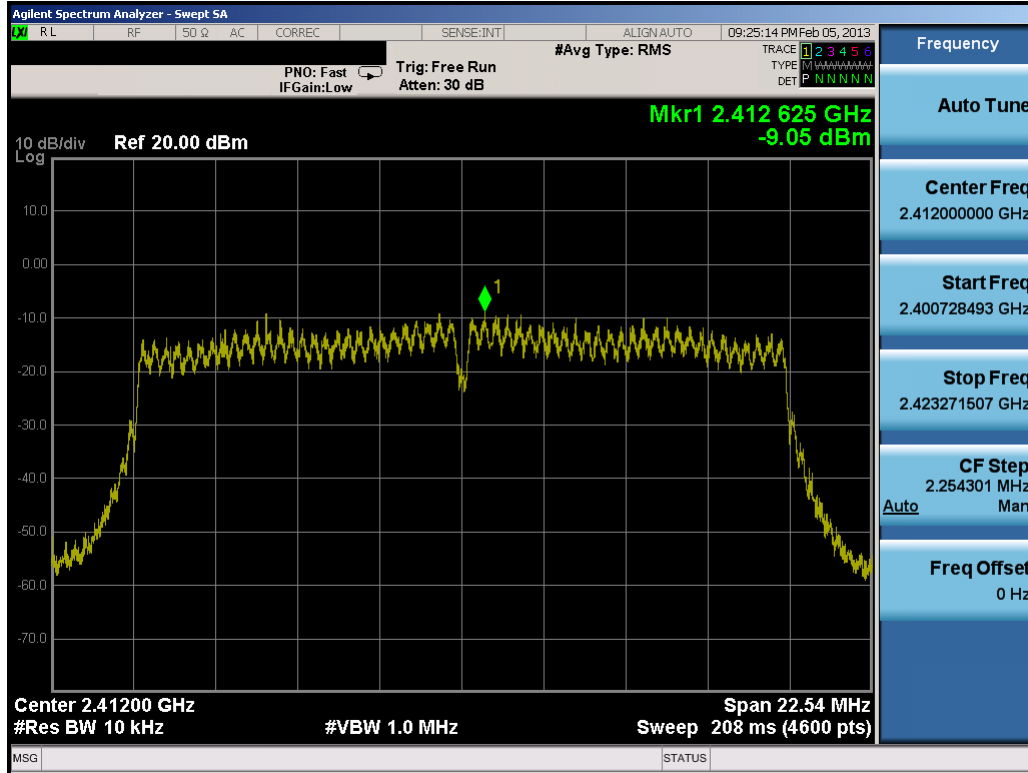 Agilent Spectrum Analyzer - Swept SA
LXI RL RF 50 Ω AC CORREC SENSE:INT ALIGN AUTO 09:25:14 PM Feb 05, 2013
#Avg Type: RMS TRACE 1 2 3 4 5 6
PNO: Fast Trig: Free Run TYPE M WWWWW
IFGain:Low Atten: 30 dB DET P N N N N N
Mkr1 2.412 625 GHz
-9.05 dBm
10 dB/div Ref 20.00 dBm
Log
10.0
0.00
1
-10.0
-20.0
-30.0
-40.0
-50.0
-60.0
-70.0
Center 2.41200 GHz Span 22.54 MHz
#Res BW 10 kHz #VBW 1.0 MHz Sweep 208 ms (4600 pts)
MSG STATUS
Frequency
Auto Tune
Center Freq
2.412000000 GHz
Start Freq
2.400728493 GHz
Stop Freq
2.423271507 GHz
CF Step
2.254301 MHz
Auto Man
Freq Offset
0 Hz